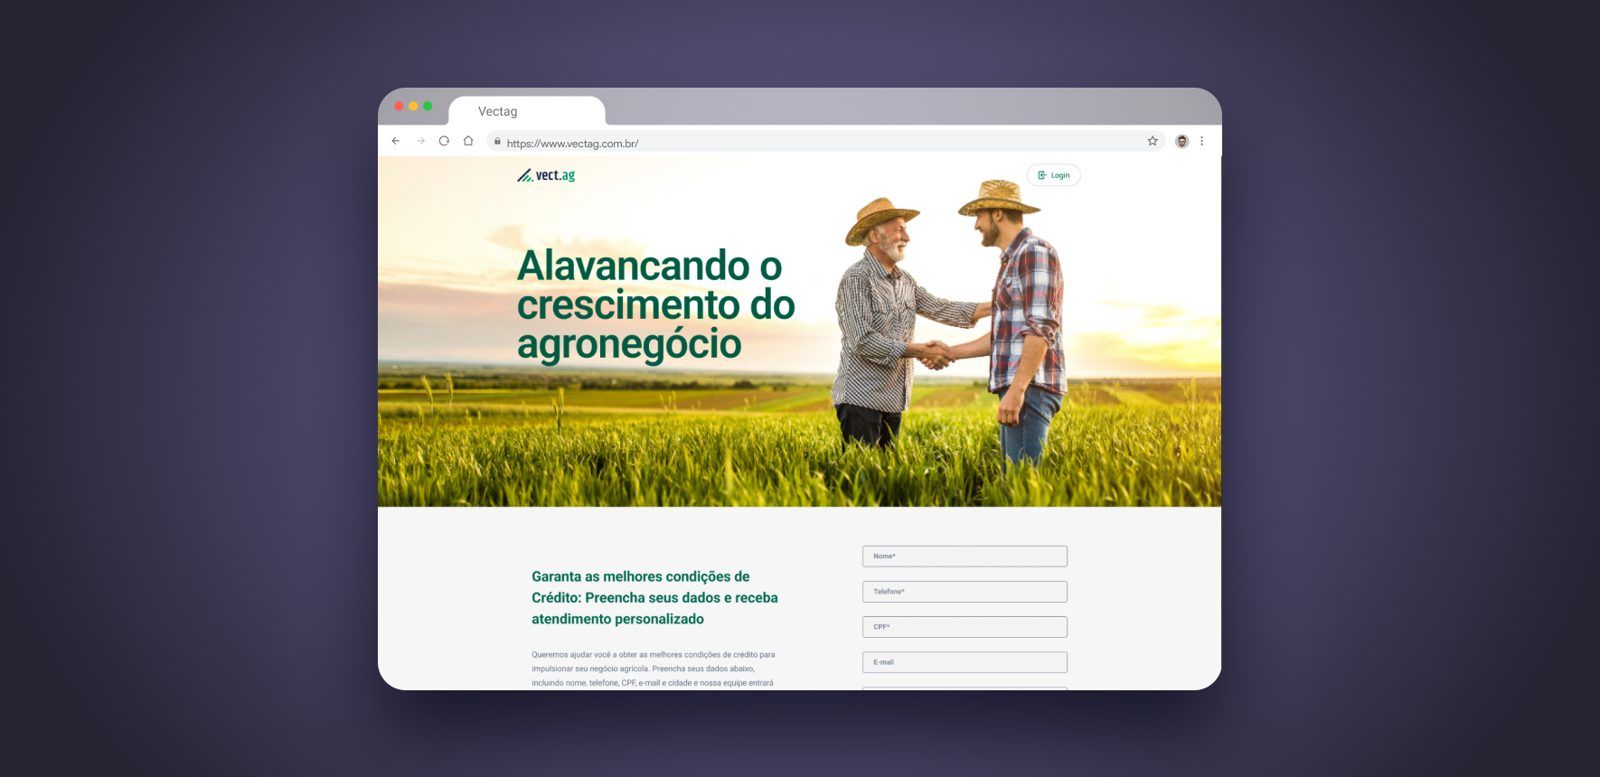 Vectag
https://www.vectag.com.br/
vect.ag
Login
Alavancando o
crescimento do
agronegócio
Garanta as melhores condições de
Crédito: Preencha seus dados e receba
atendimento personalizado
Queremos ajudar você a obter as melhores condições de crédito para
impulsionar seu negócio agrícola. Preencha seus dados abaixo,
incluindo nome, telefone, CPF, e-mail e cidade e nossa equipe entrará
Nome*
Telefone*
CPF*
E-mail